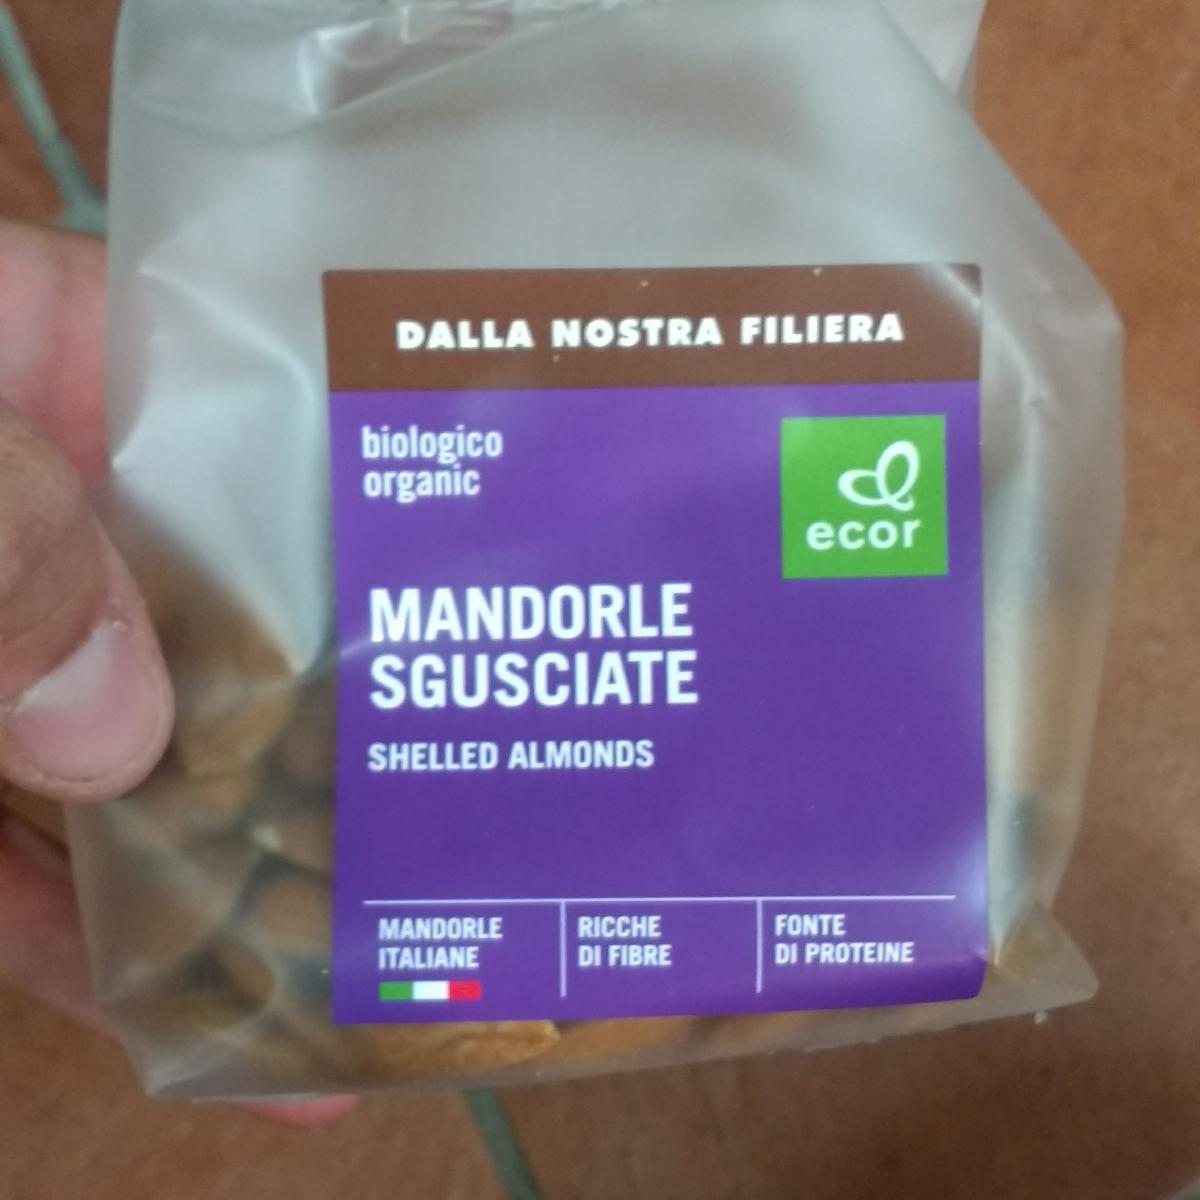 DALLA NOSTRA FILIERA
biologico
organic
ecor
MANDORLE
SGUSCIATE
SHELLED ALMONDS
MANDORLE
ITALIANE
RICCHE
DI FIBRE
FONTE
DI PROTEINE